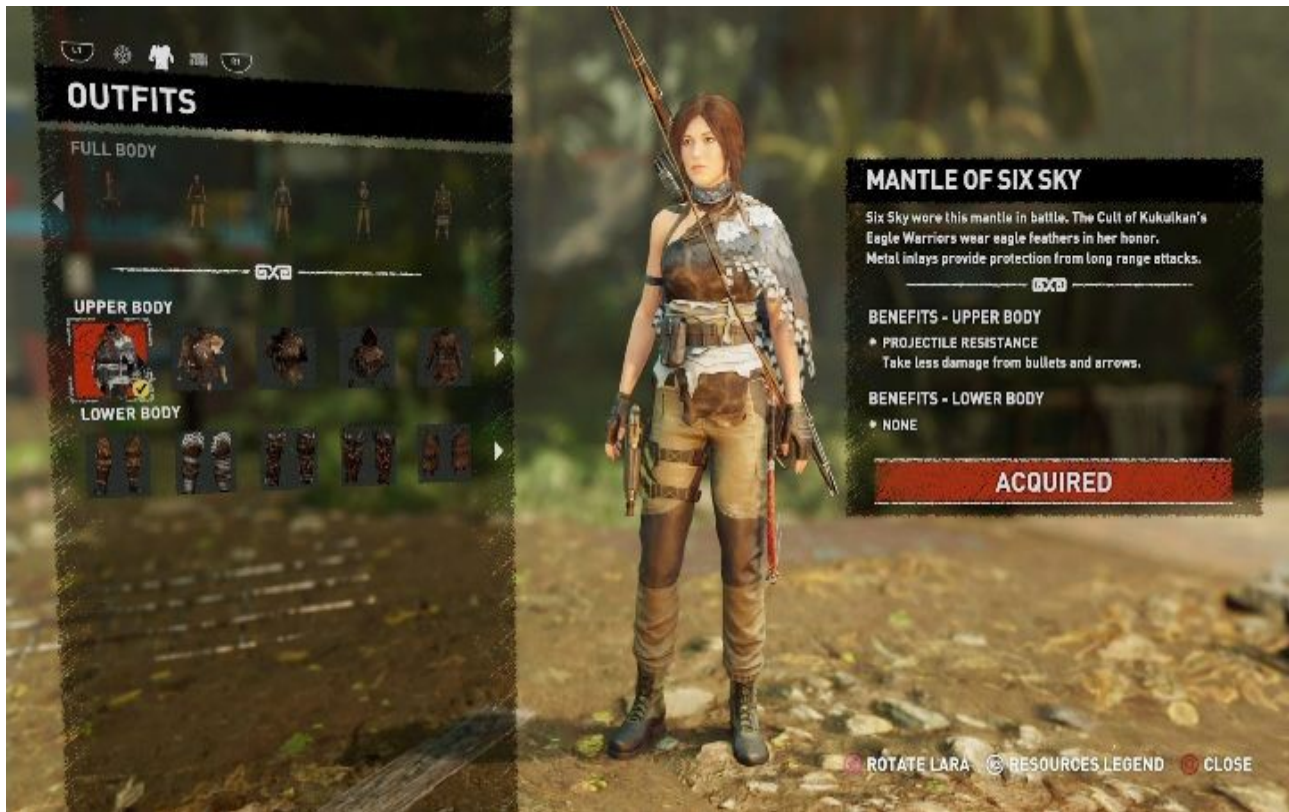 L1
R1
OUTFITS
FULL BODY
UPPER BODY
LOWER BODY
MANTLE OF SIX SKY
Six Sky wore this mantle in battle. The Cult of Kukulkan's
Eagle Warriors wear eagle feathers in her honor.
Metal inlays provide protection from long range attacks.
BENEFITS - UPPER BODY
• PROJECTILE RESISTANCE
Take less damage from bullets and arrows.
BENEFITS - LOWER BODY
• NONE
ACQUIRED
ROTATE LARA RESOURCES LEGEND CLOSE